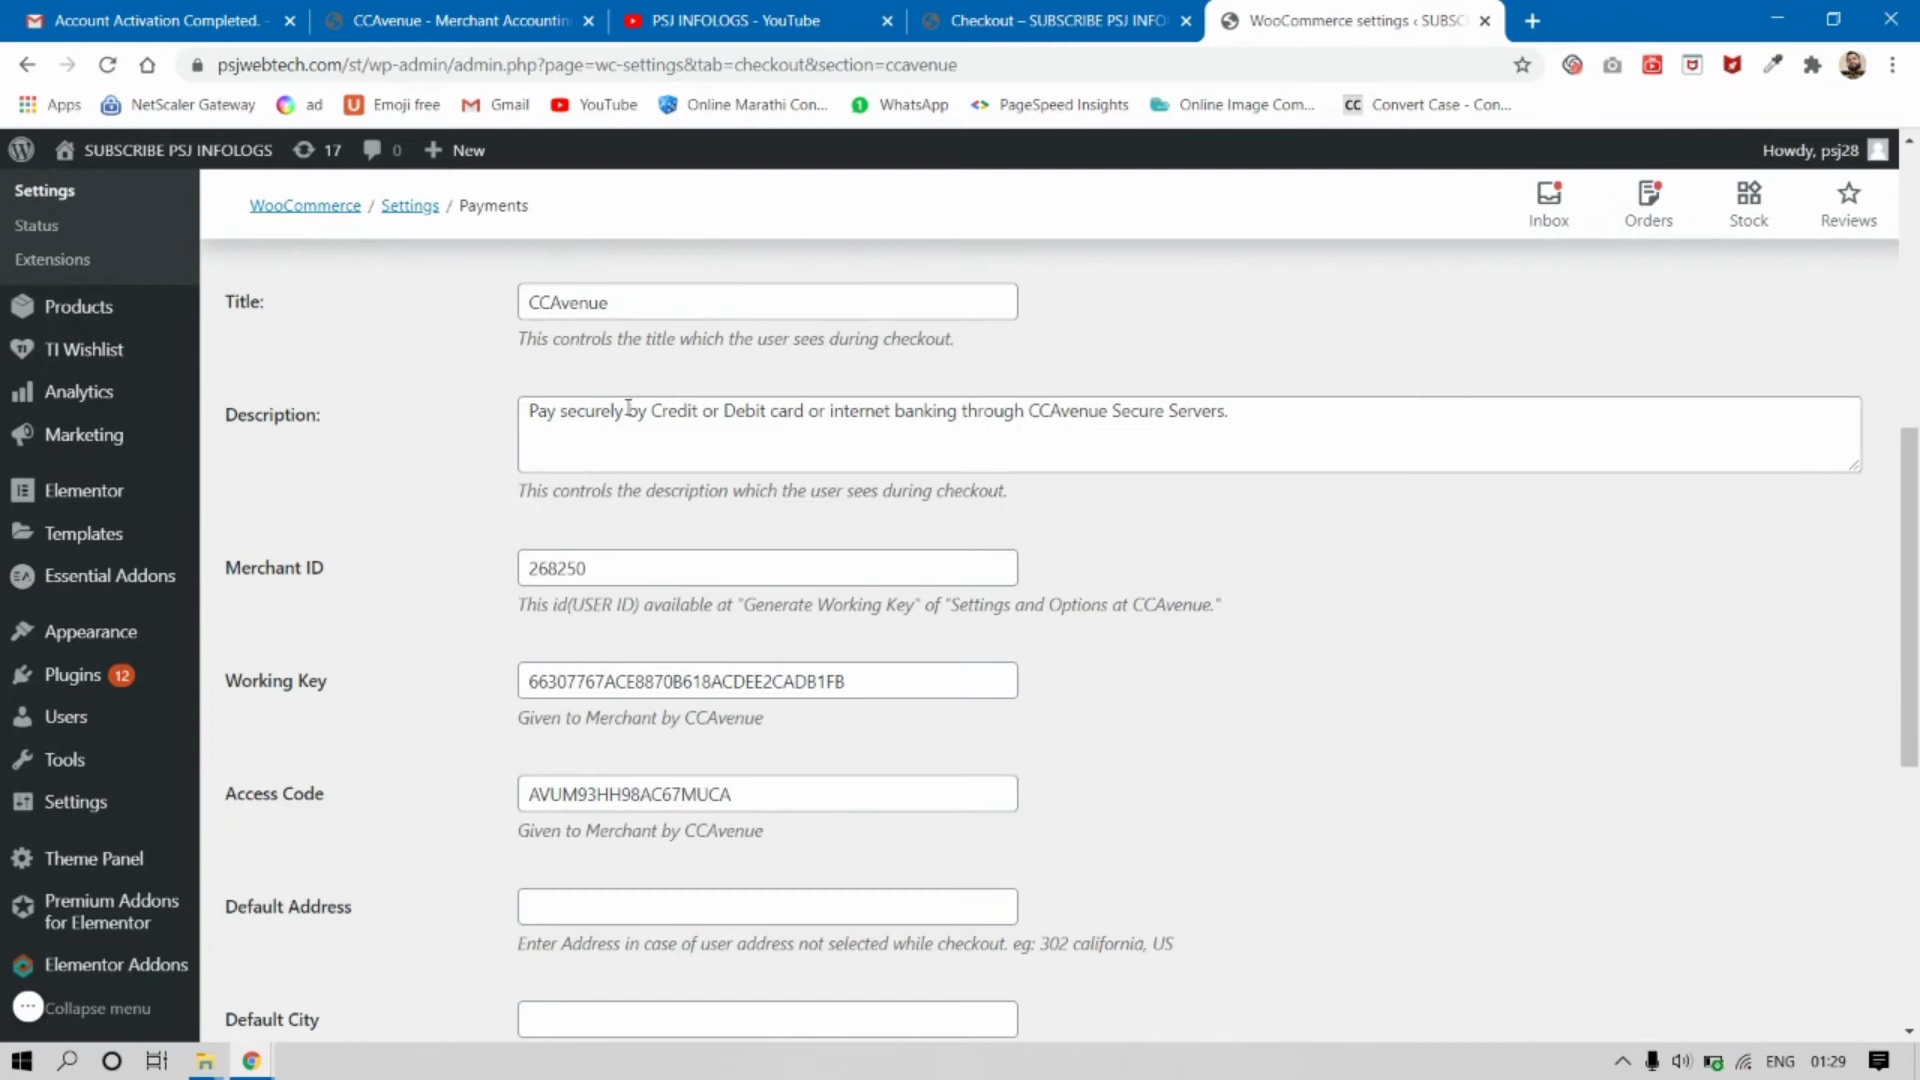 Account Activation Completed. -
CCAvenue - Merchant Accountin
PSJ INFOLOGS - YouTube
Checkout – SUBSCRIBE PSJ INFO
WooCommerce settings ‹ SUBSC
psjwebtech.com/st/wp-admin/admin.php?page=wc-settings&tab=checkout&section=ccavenue
Apps
NetScaler Gateway
ad
U Emoji free
Gmail
YouTube
Online Marathi Con...
1 WhatsApp
PageSpeed Insights
Online Image Com...
CC Convert Case - Con...
SUBSCRIBE PSJ INFOLOGS
17
0
New
Howdy, psj28
Settings
Status
Extensions
Products
TI Wishlist
Analytics
Marketing
Elementor
Templates
Essential Addons
Appearance
Plugins 12
Users
Tools
Settings
Theme Panel
Premium Addons
for Elementor
Elementor Addons
Collapse menu
WooCommerce / Settings / Payments
Inbox
Orders
Stock
Reviews
Title:
CCAvenue
This controls the title which the user sees during checkout.
Description:
Pay securely by Credit or Debit card or internet banking through CCAvenue Secure Servers.
This controls the description which the user sees during checkout.
Merchant ID
268250
This id(USER ID) available at "Generate Working Key" of "Settings and Options at CCAvenue."
Working Key
66307767ACE8870B618ACDEE2CADB1FB
Given to Merchant by CCAvenue
Access Code
AVUM93HH98AC67MUCA
Given to Merchant by CCAvenue
Default Address
Enter Address in case of user address not selected while checkout. eg: 302 california, US
Default City
ENG
01:29